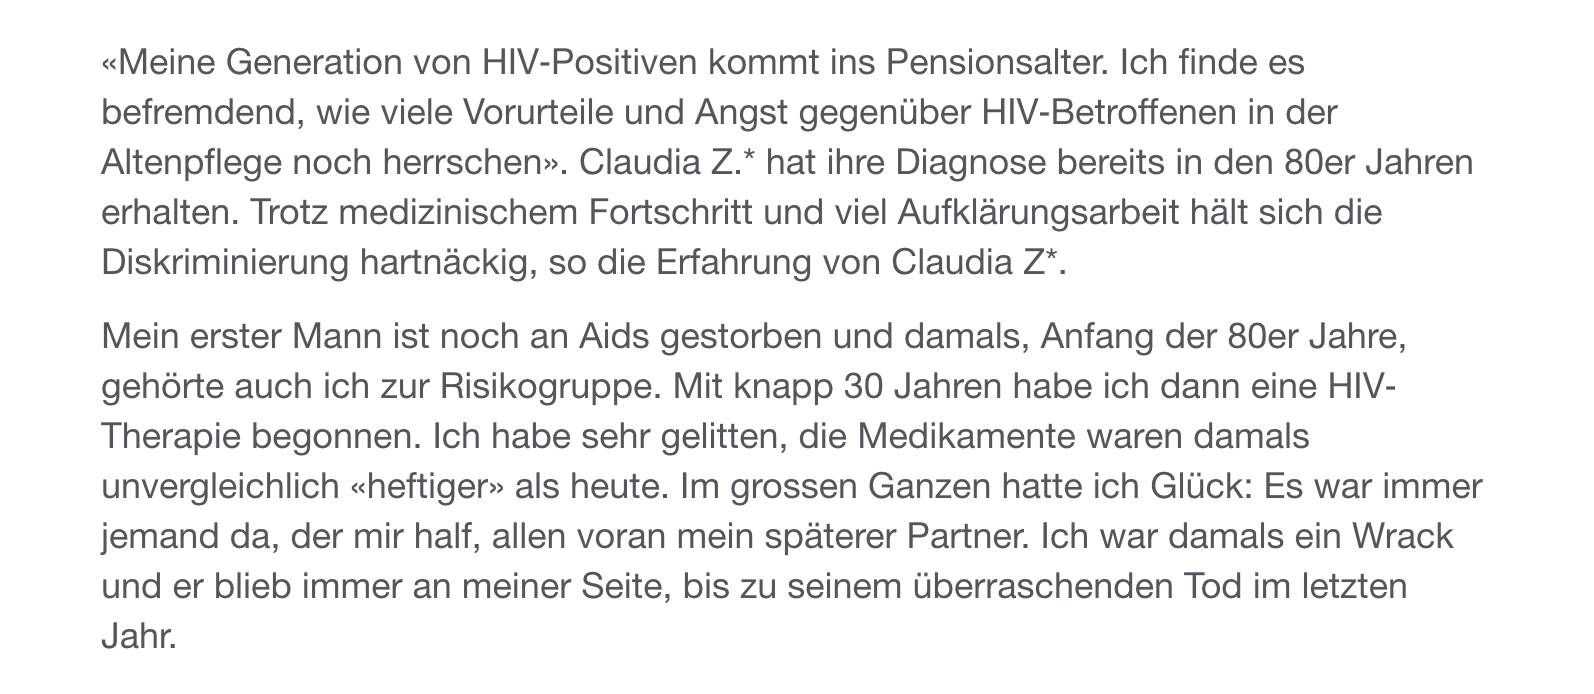 «Meine Generation von HIV-Positiven kommt ins Pensionsalter. Ich finde es
befremdend, wie viele Vorurteile und Angst gegenüber HIV-Betroffenen in der
Altenpflege noch herrschen». Claudia Z.* hat ihre Diagnose bereits in den 80er Jahren
erhalten. Trotz medizinischem Fortschritt und viel Aufklärungsarbeit hält sich die
Diskriminierung hartnäckig, so die Erfahrung von Claudia Z*.
Mein erster Mann ist noch an Aids gestorben und damals, Anfang der 80er Jahre,
gehörte auch ich zur Risikogruppe. Mit knapp 30 Jahren habe ich dann eine HIV-
Therapie begonnen. Ich habe sehr gelitten, die Medikamente waren damals
unvergleichlich «heftiger» als heute. Im grossen Ganzen hatte ich Glück: Es war immer
jemand da, der mir half, allen voran mein späterer Partner. Ich war damals ein Wrack
und er blieb immer an meiner Seite, bis zu seinem überraschenden Tod im letzten
Jahr.